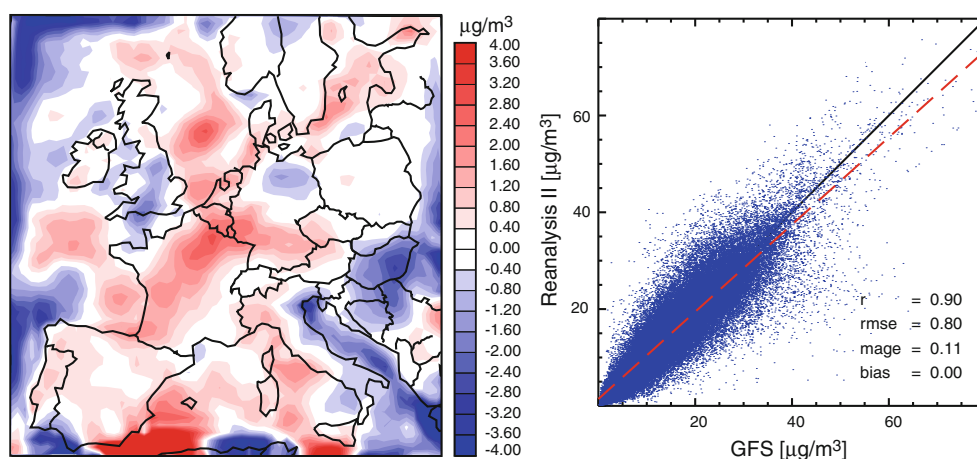 µg/m³
4.00
3.60
2.80
2.40
2.00
1.60
1.20
0.80
0.40
0.00
-0.40
-0.80
-1.20
-1.60
-2.00
-2.40
-2.80
-3.20
-3.60
-4.00
Reanalysis II [µg/m³]
60
40
20
r = 0.90
rmse = 0.80
mage = 0.11
bias = 0.00
20 40 60
GFS [µg/m³]